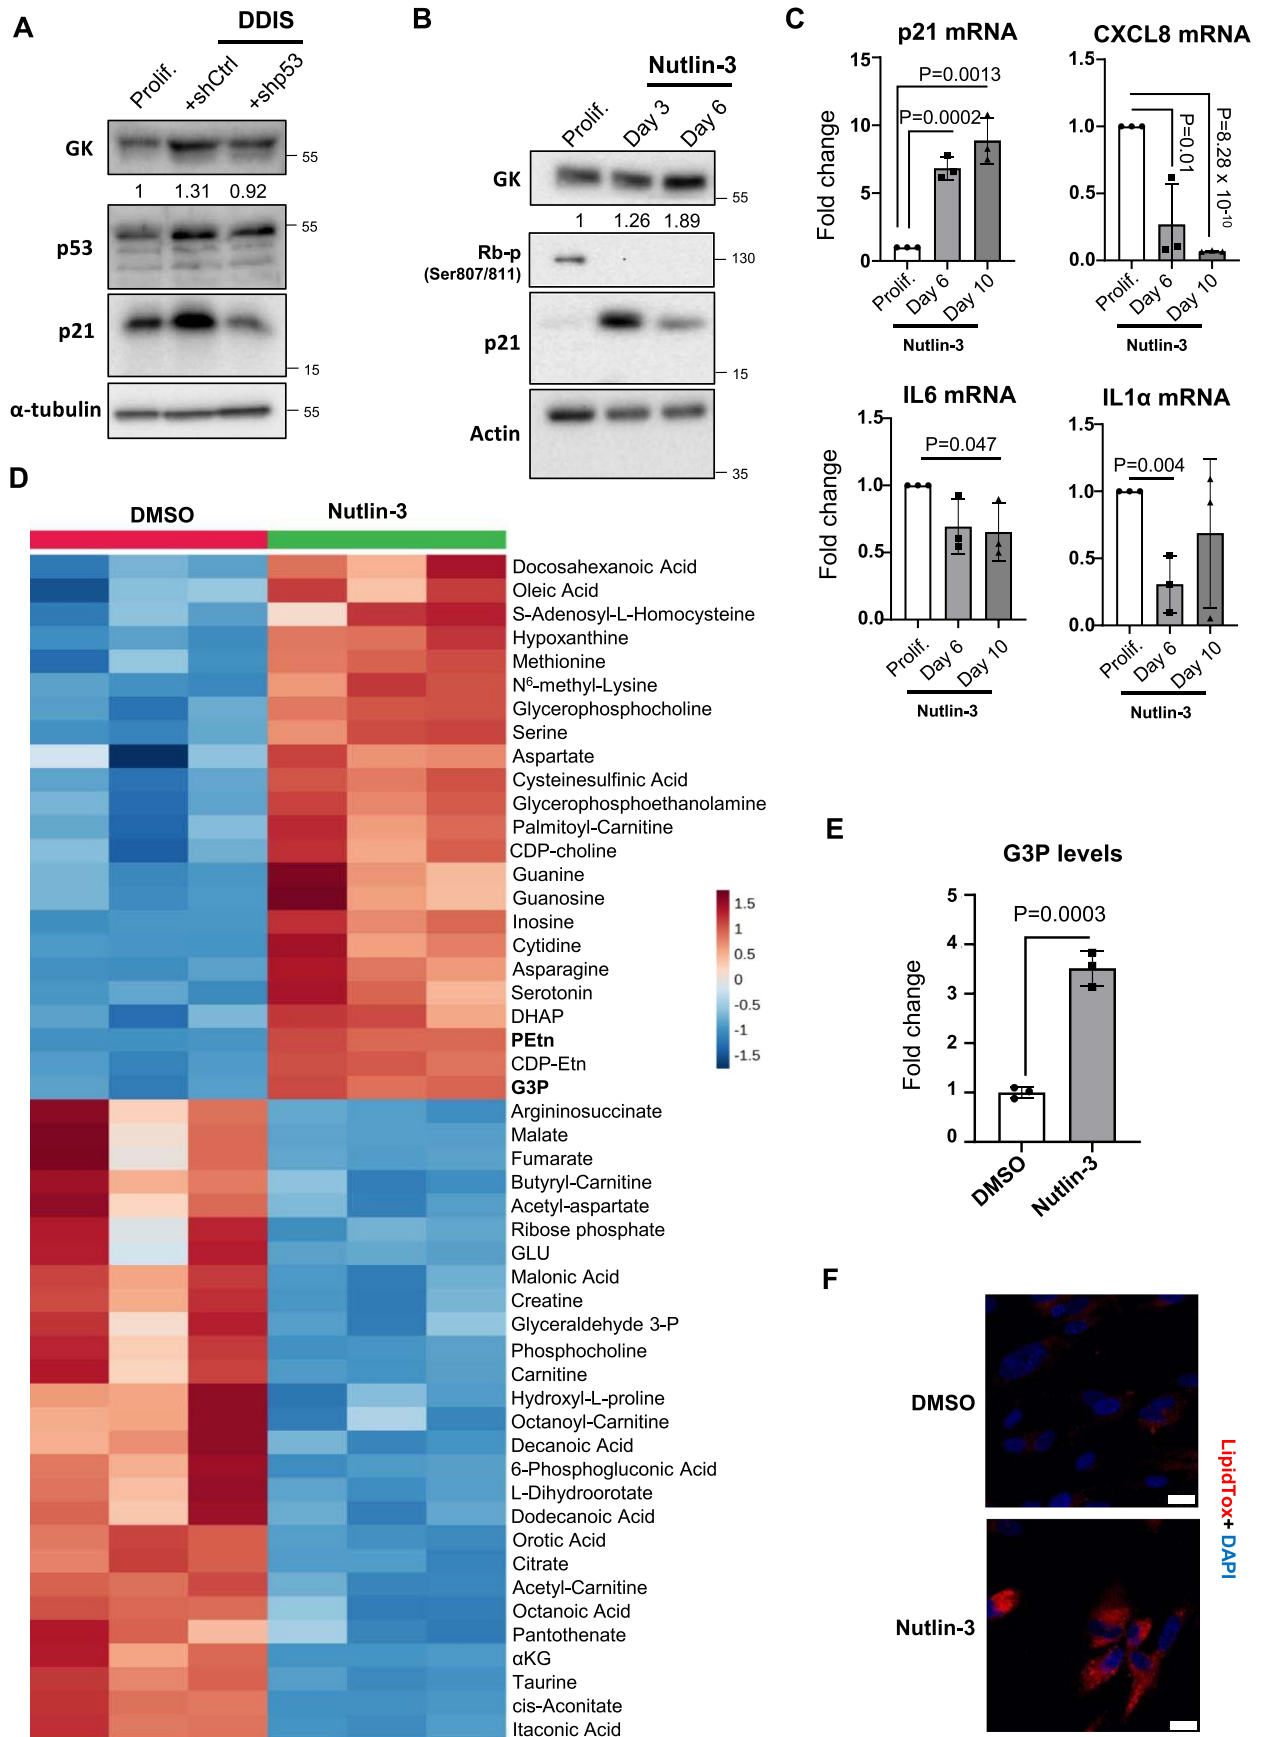 A
DDIS
Prolif.
+shCtrl
+shp53
GK
55
1 1.31 0.92
p53
55
p21
15
α-tubulin
55
B
Nutlin-3
Prolif.
Day 3
Day 6
GK
55
1 1.26 1.89
Rb-p
(Ser807/811)
130
p21
15
Actin
35
C
p21 mRNA
Fold change
15
10
5
0
P=0.0013
P=0.0002
Prolif.
Day 6
Day 10
Nutlin-3
CXCL8 mRNA
1.5
1.0
0.5
0.0
P=0.01
P=8.28 x 10⁻¹⁰
Prolif.
Day 6
Day 10
Nutlin-3
IL6 mRNA
Fold change
1.5
1.0
0.5
0.0
P=0.047
Prolif.
Day 6
Day 10
Nutlin-3
IL1α mRNA
1.5
1.0
0.5
0.0
P=0.004
Prolif.
Day 6
Day 10
Nutlin-3
D
DMSO
Nutlin-3
Docosahexanoic Acid
Oleic Acid
S-Adenosyl-L-Homocysteine
Hypoxanthine
Methionine
N⁶-methyl-Lysine
Glycerophosphocholine
Serine
Aspartate
Cysteinesulfinic Acid
Glycerophosphoethanolamine
Palmitoyl-Carnitine
CDP-choline
Guanine
Guanosine
Inosine
Cytidine
Asparagine
Serotonin
DHAP
PEtn
CDP-Etn
G3P
Argininosuccinate
Malate
Fumarate
Butyryl-Carnitine
Acetyl-aspartate
Ribose phosphate
GLU
Malonic Acid
Creatine
Glyceraldehyde 3-P
Phosphocholine
Carnitine
Hydroxyl-L-proline
Octanoyl-Carnitine
Decanoic Acid
6-Phosphogluconic Acid
L-Dihydroorotate
Dodecanoic Acid
Orotic Acid
Citrate
Acetyl-Carnitine
Octanoic Acid
Pantothenate
αKG
Taurine
cis-Aconitate
Itaconic Acid
1.5
1
0.5
0
-0.5
-1
-1.5
E
G3P levels
Fold change
5
4
3
2
1
0
P=0.0003
DMSO
Nutlin-3
F
DMSO
Nutlin-3
LipidTox+ DAPI